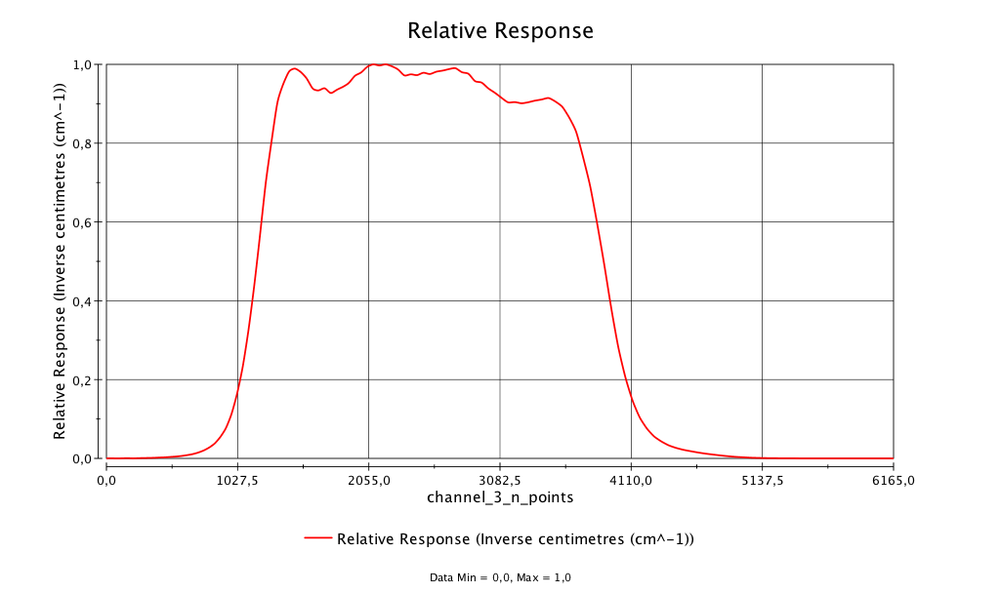 Relative Response
Relative Response (Inverse centimetres (cm^-1))
1,0
0,8
0,6
0,4
0,2
0,0
0,0 1027,5 2055,0 3082,5 4110,0 5137,5 6165,0
channel_3_n_points
Relative Response (Inverse centimetres (cm^-1))
Data Min = 0,0, Max = 1,0